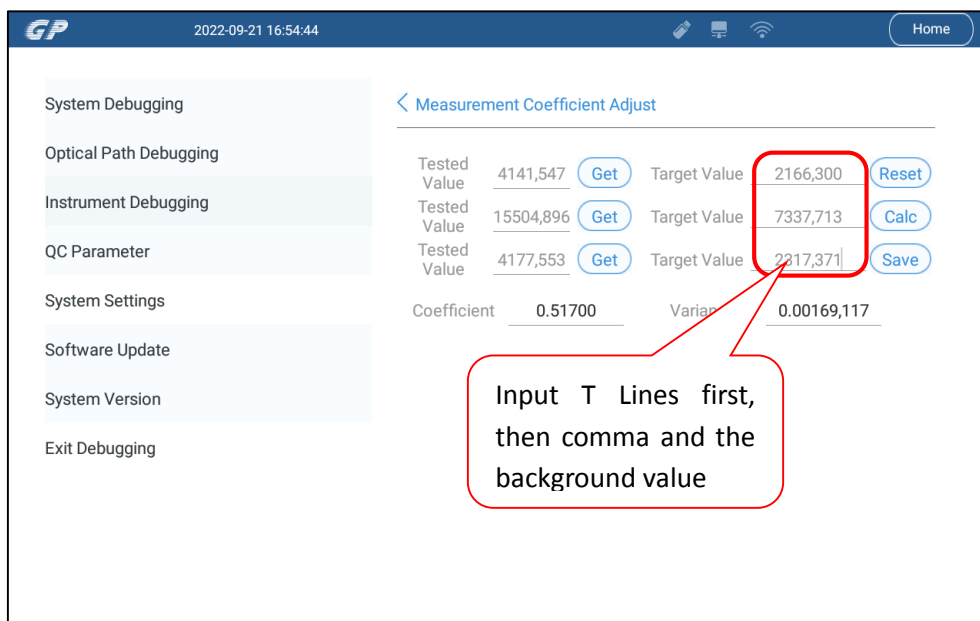 GP 2022-09-21 16:54:44 Home
System Debugging
Optical Path Debugging
Instrument Debugging
QC Parameter
System Settings
Software Update
System Version
Exit Debugging
< Measurement Coefficient Adjust
Tested Value 4141,547 Get Target Value 2166,300 Reset
Tested Value 15504,896 Get Target Value 7337,713 Calc
Tested Value 4177,553 Get Target Value 2317,371 Save
Coefficient 0.51700 Varian 0.00169,117
Input T Lines first,
then comma and the
background value